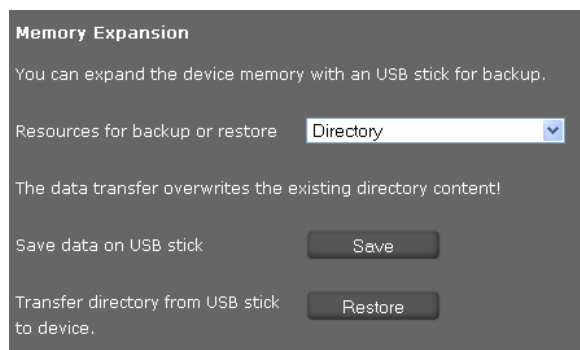 Memory Expansion
You can expand the device memory with an USB stick for backup.
Resources for backup or restore
Directory
The data transfer overwrites the existing directory content!
Save data on USB stick
Save
Transfer directory from USB stick
to device.
Restore